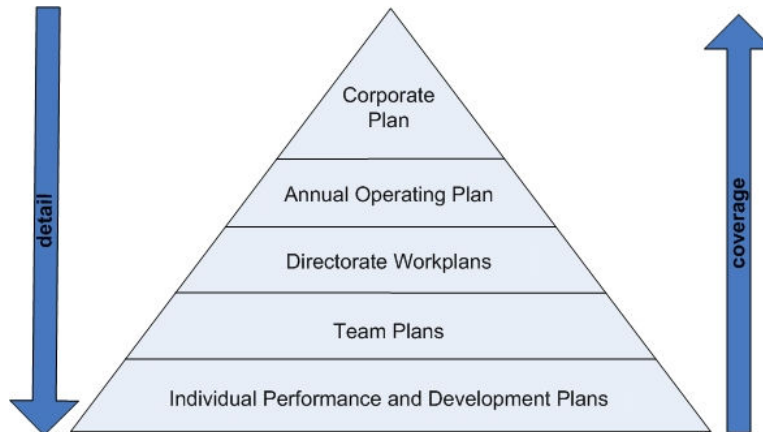 Corporate
Plan
Annual Operating Plan
detail
coverage
Directorate Workplans
Team Plans
Individual Performance and Development Plans